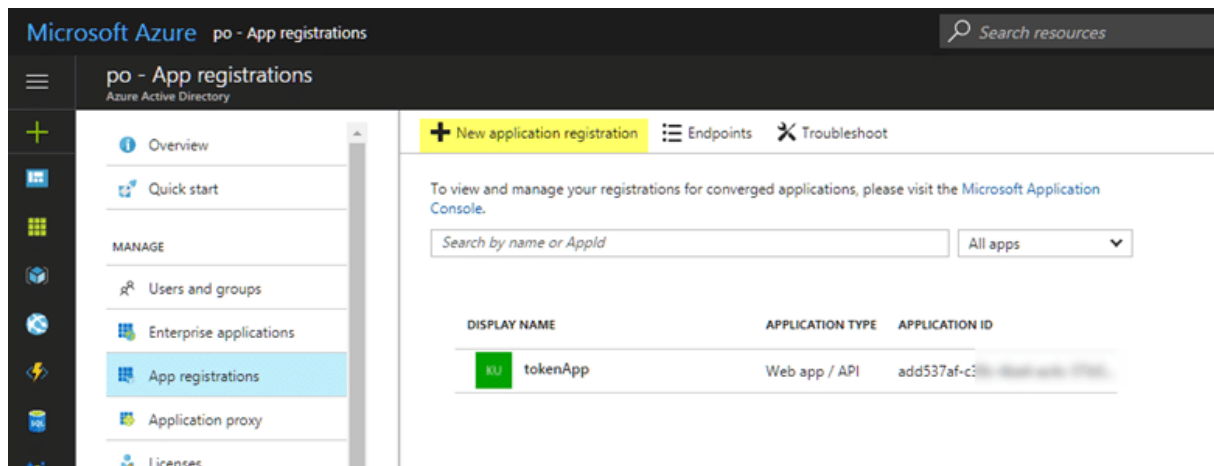 Microsoft Azure po - App registrations
Search resources
po - App registrations
Azure Active Directory
Overview
Quick start
MANAGE
Users and groups
Enterprise applications
App registrations
Application proxy
Licenses
New application registration Endpoints Troubleshoot
To view and manage your registrations for converged applications, please visit the Microsoft Application
Console.
Search by name or AppId All apps
DISPLAY NAME APPLICATION TYPE APPLICATION ID
KU tokenApp Web app / API add537af-c